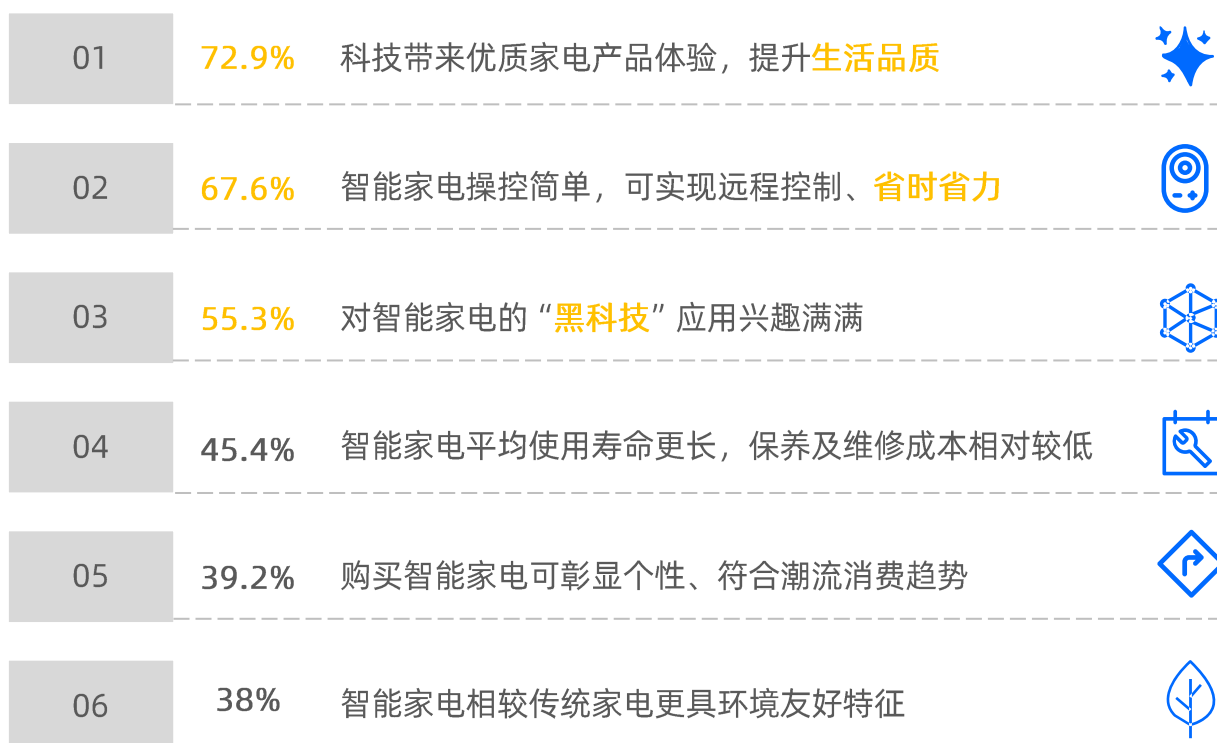 01 72.9% 科技带来优质家电产品体验，提升生活品质
02 67.6% 智能家电操控简单，可实现远程控制、省时省力
03 55.3% 对智能家电的“黑科技”应用兴趣满满
04 45.4% 智能家电平均使用寿命更长，保养及维修成本相对较低
05 39.2% 购买智能家电可彰显个性、符合潮流消费趋势
06 38% 智能家电相较传统家电更具环境友好特征